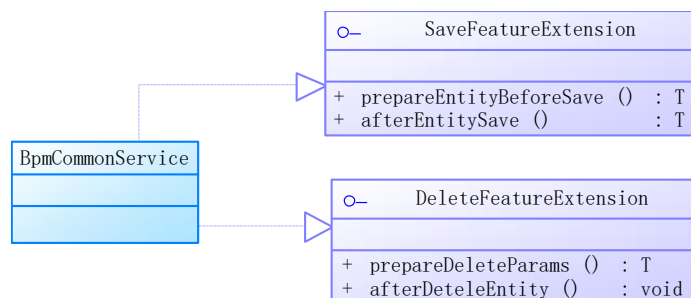 SaveFeatureExtension
+ prepareEntityBeforeSave () : T
+ afterEntitySave () : T
BpmCommonService
DeleteFeatureExtension
+ prepareDeleteParams () : T
+ afterDeteleEntity () : void